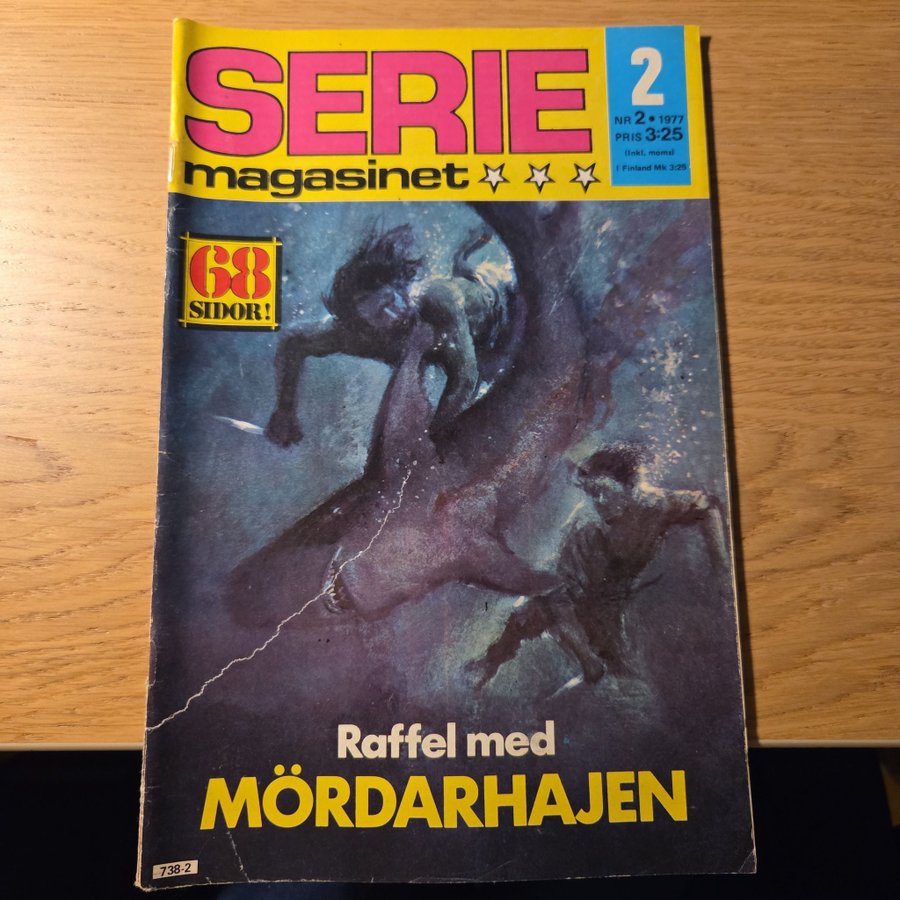 SERIE
magasinet
2
NR 2 • 1977
PRIS 3:25
(Inkl, moms)
I Finland Mk 3:25
68
SIDOR!
Raffel med
MÖRDARHAJEN
738-2